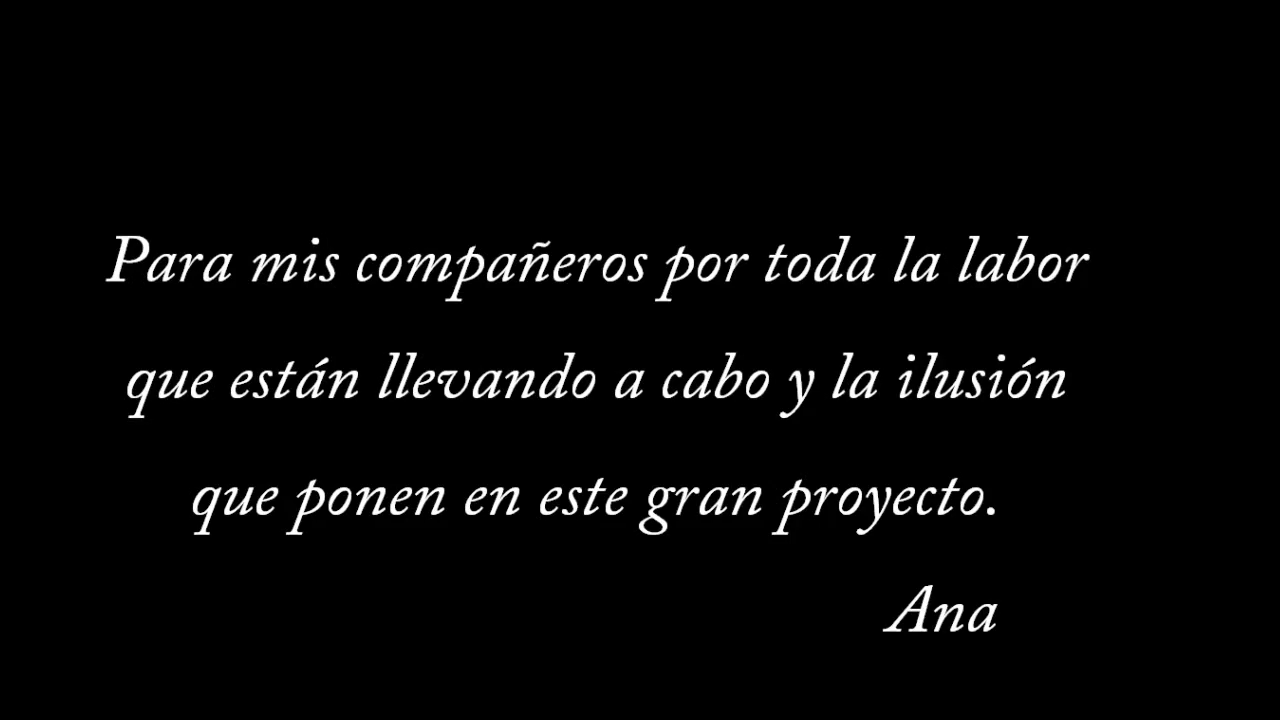 Para mis compañeros por toda la labor
que están llevando a cabo y la ilusión
que ponen en este gran proyecto.
Ana